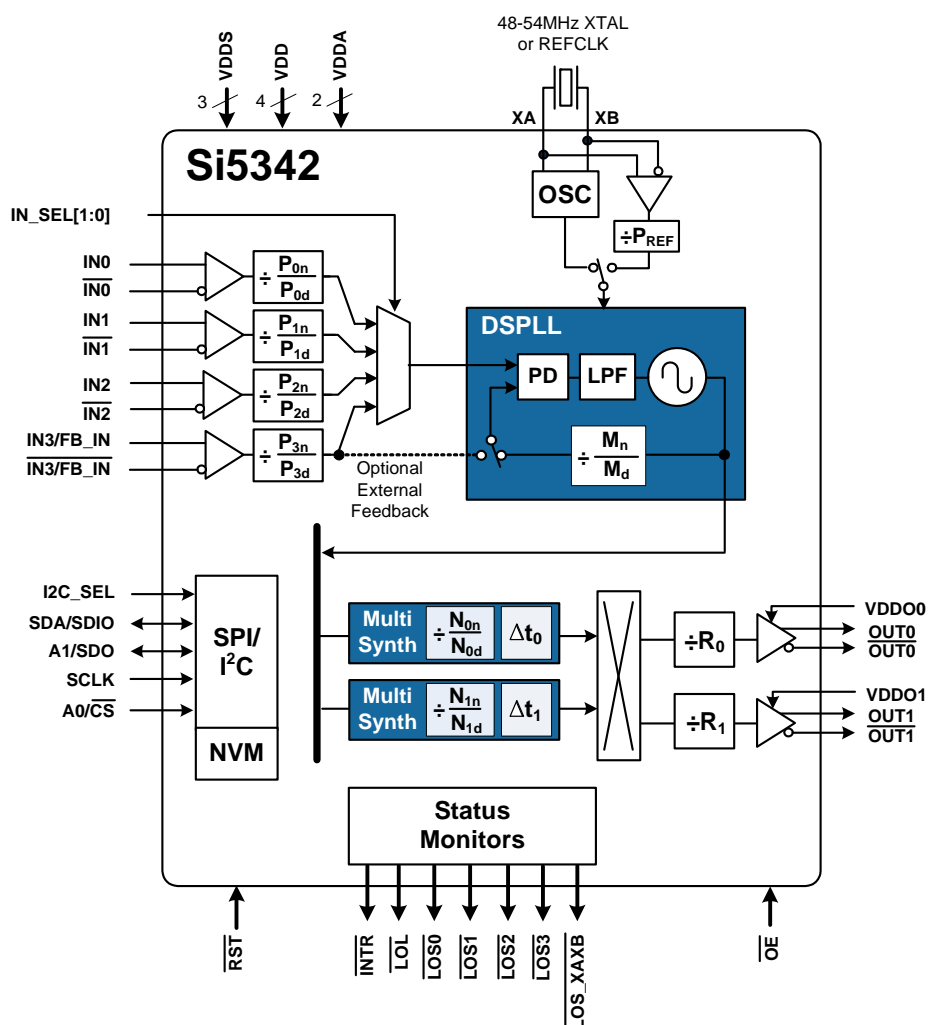 48-54MHz XTAL
or REFCLK
VDDS
VDD
VDDA
3
4
2
XA
XB
Si5342
OSC
÷PREF
IN_SEL[1:0]
IN0
IN0
÷ P0n
P0d
IN1
IN1
÷ P1n
P1d
IN2
IN2
÷ P2n
P2d
IN3/FB_IN
IN3/FB_IN
÷ P3n
P3d
DSPLL
PD
LPF
÷ Mn
Md
Optional
External
Feedback
I2C_SEL
SDA/SDIO
A1/SDO
SCLK
A0/CS
SPI/
I²C
NVM
Multi
Synth
÷ N0n
N0d
Δt0
Multi
Synth
÷ N1n
N1d
Δt1
÷R0
÷R1
VDDO0
OUT0
OUT0
VDDO1
OUT1
OUT1
Status
Monitors
RST
INTR
LOL
LOS0
LOS1
LOS2
LOS3
LOS_XAXB
OE